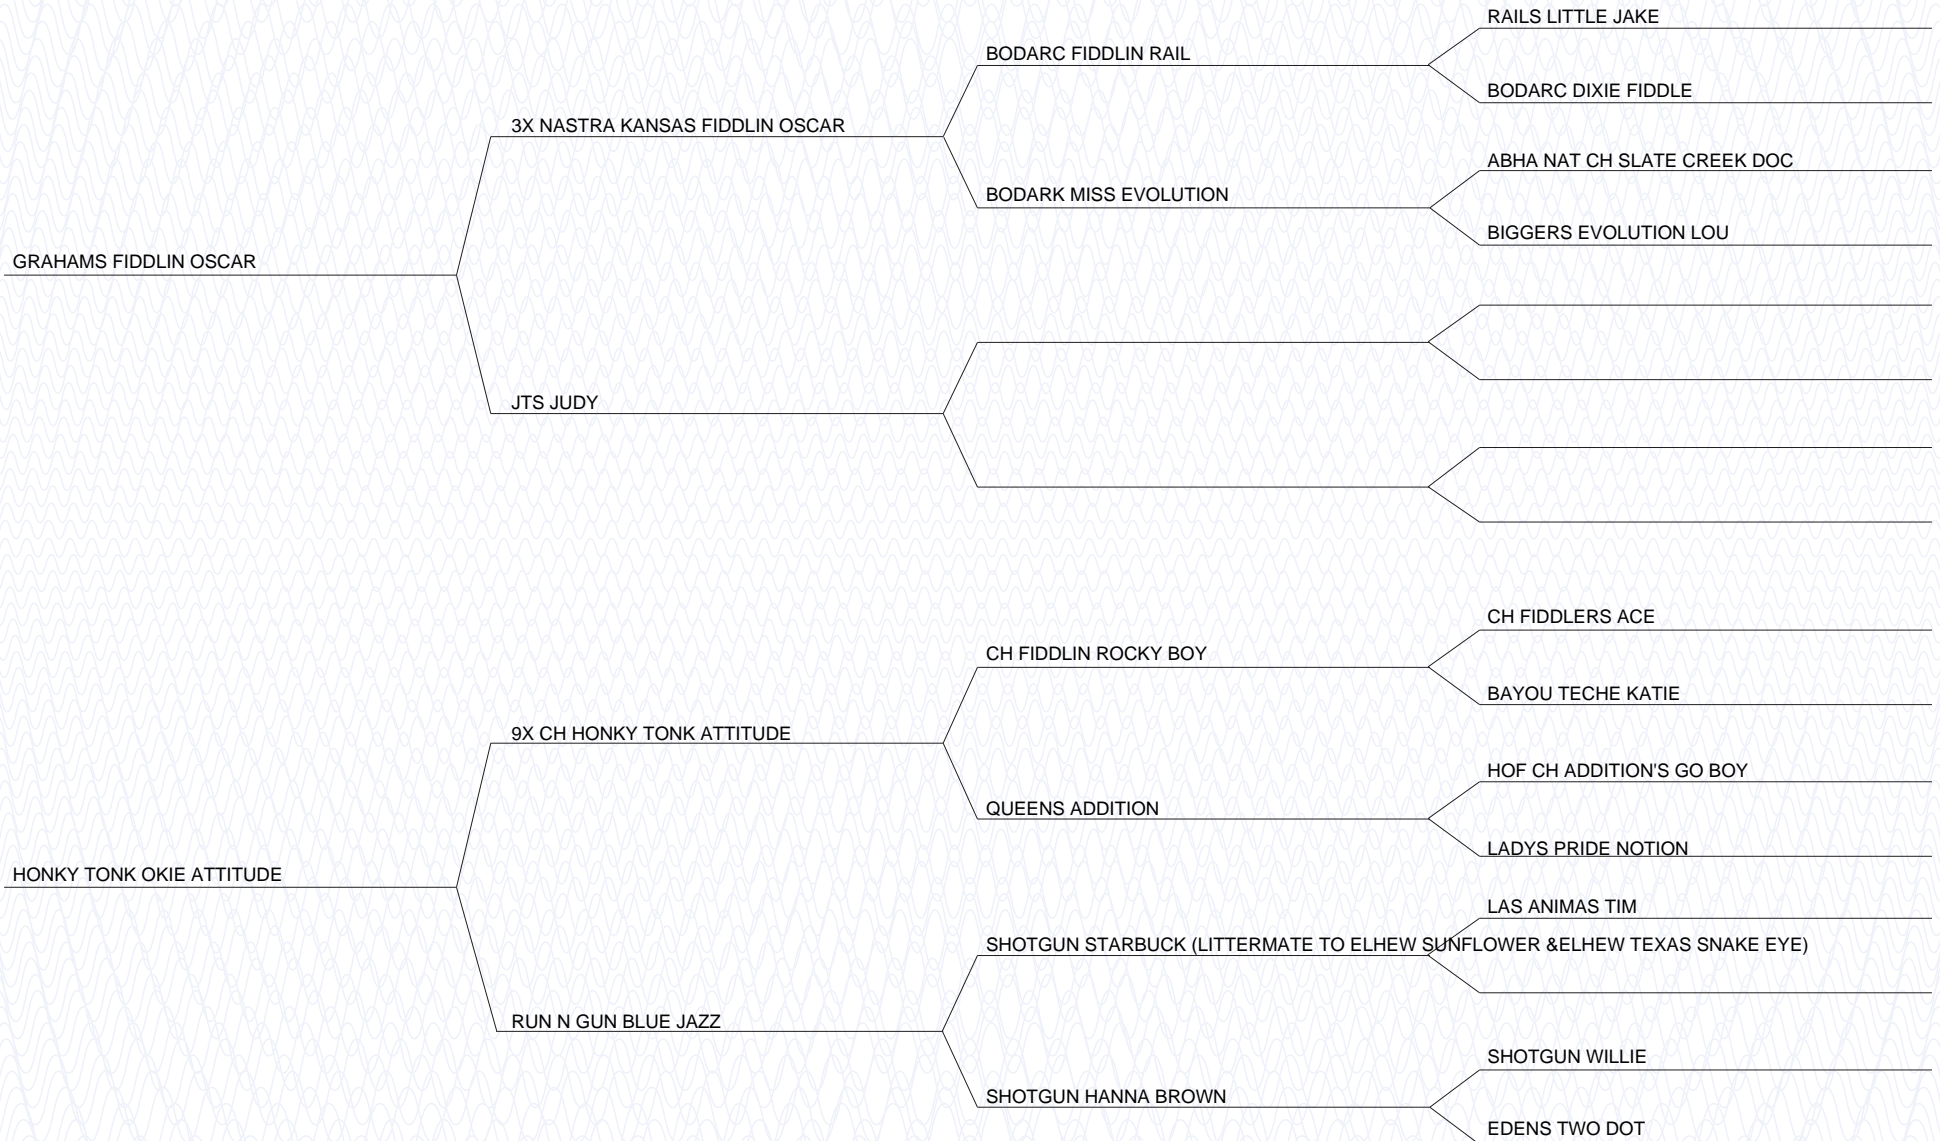 RAILS LITTLE JAKE
BODARC FIDDLIN RAIL
BODARC DIXIE FIDDLE
3X NASTRA KANSAS FIDDLIN OSCAR
ABHA NAT CH SLATE CREEK DOC
BODARK MISS EVOLUTION
BIGGERS EVOLUTION LOU
GRAHAMS FIDDLIN OSCAR
JTS JUDY
CH FIDDLERS ACE
CH FIDDLIN ROCKY BOY
BAYOU TECHE KATIE
9X CH HONKY TONK ATTITUDE
HOF CH ADDITION'S GO BOY
QUEENS ADDITION
LADYS PRIDE NOTION
HONKY TONK OKIE ATTITUDE
LAS ANIMAS TIM
SHOTGUN STARBUCK (LITTERMATE TO ELHEW SUNFLOWER &ELHEW TEXAS SNAKE EYE)
RUN N GUN BLUE JAZZ
SHOTGUN WILLIE
SHOTGUN HANNA BROWN
EDENS TWO DOT